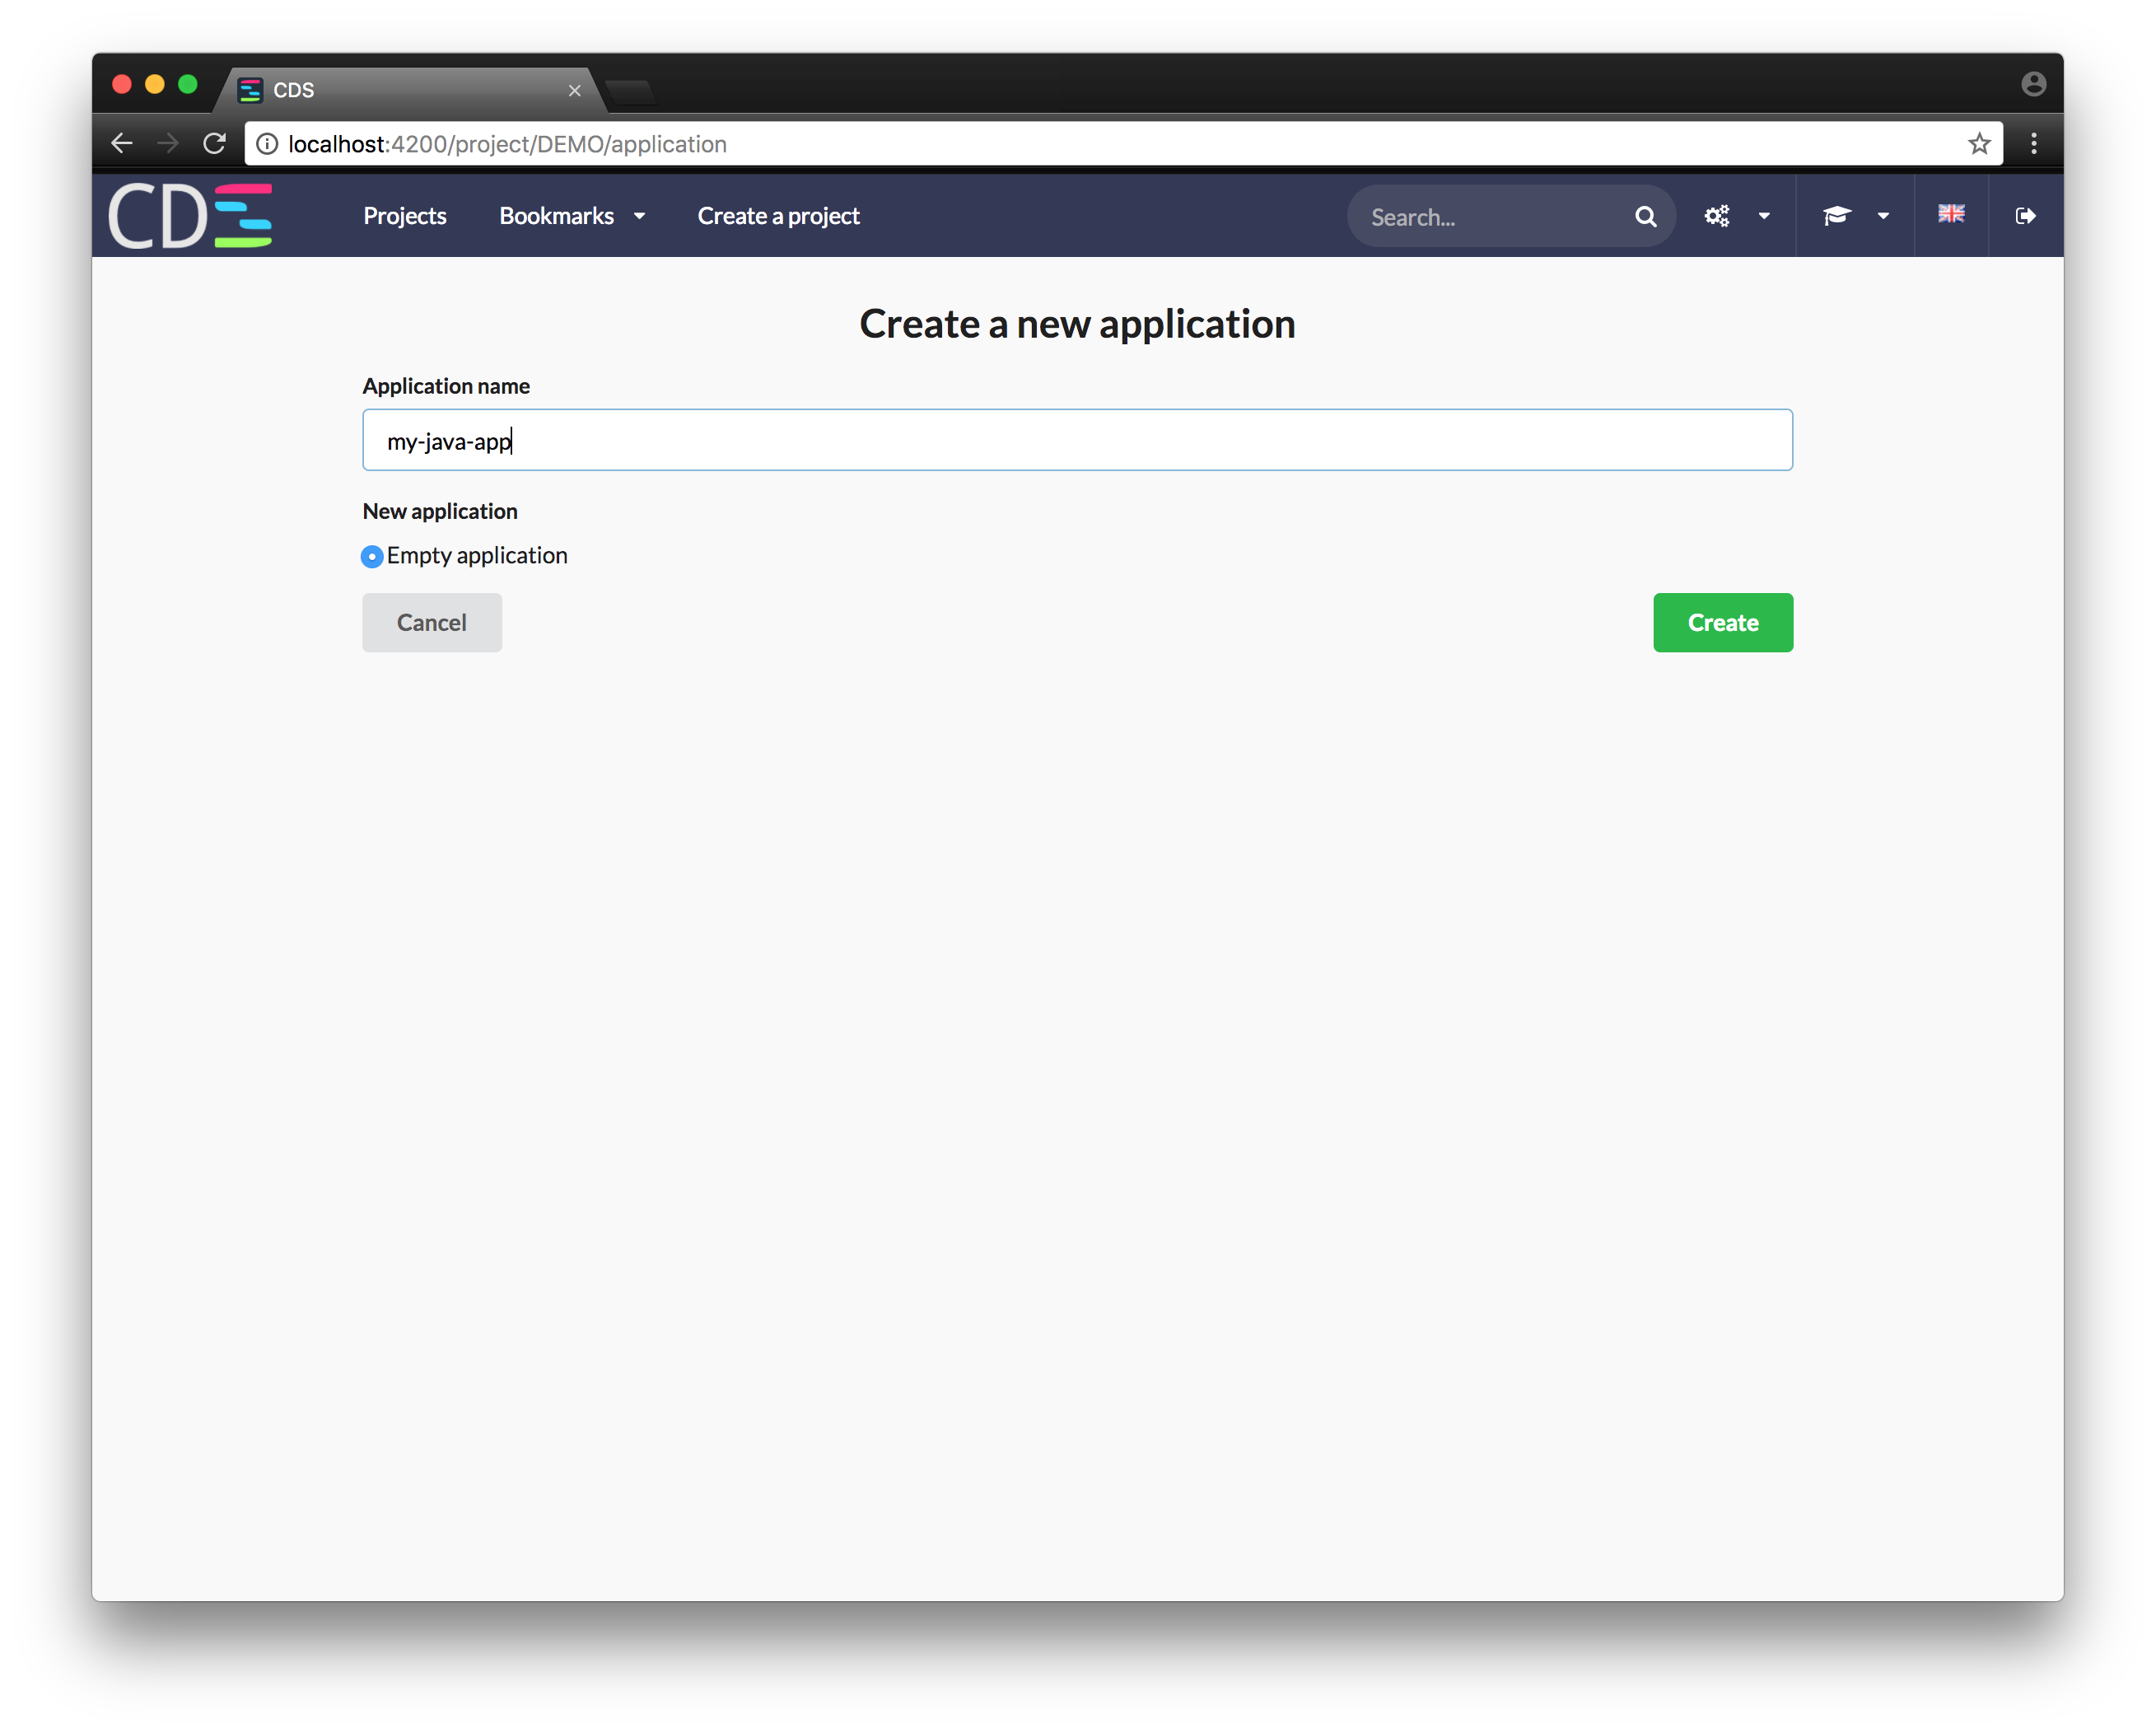 CDS
localhost:4200/project/DEMO/application
CDS Projects Bookmarks Create a project Search...
Create a new application
Application name
my-java-app
New application
Empty application
Cancel Create